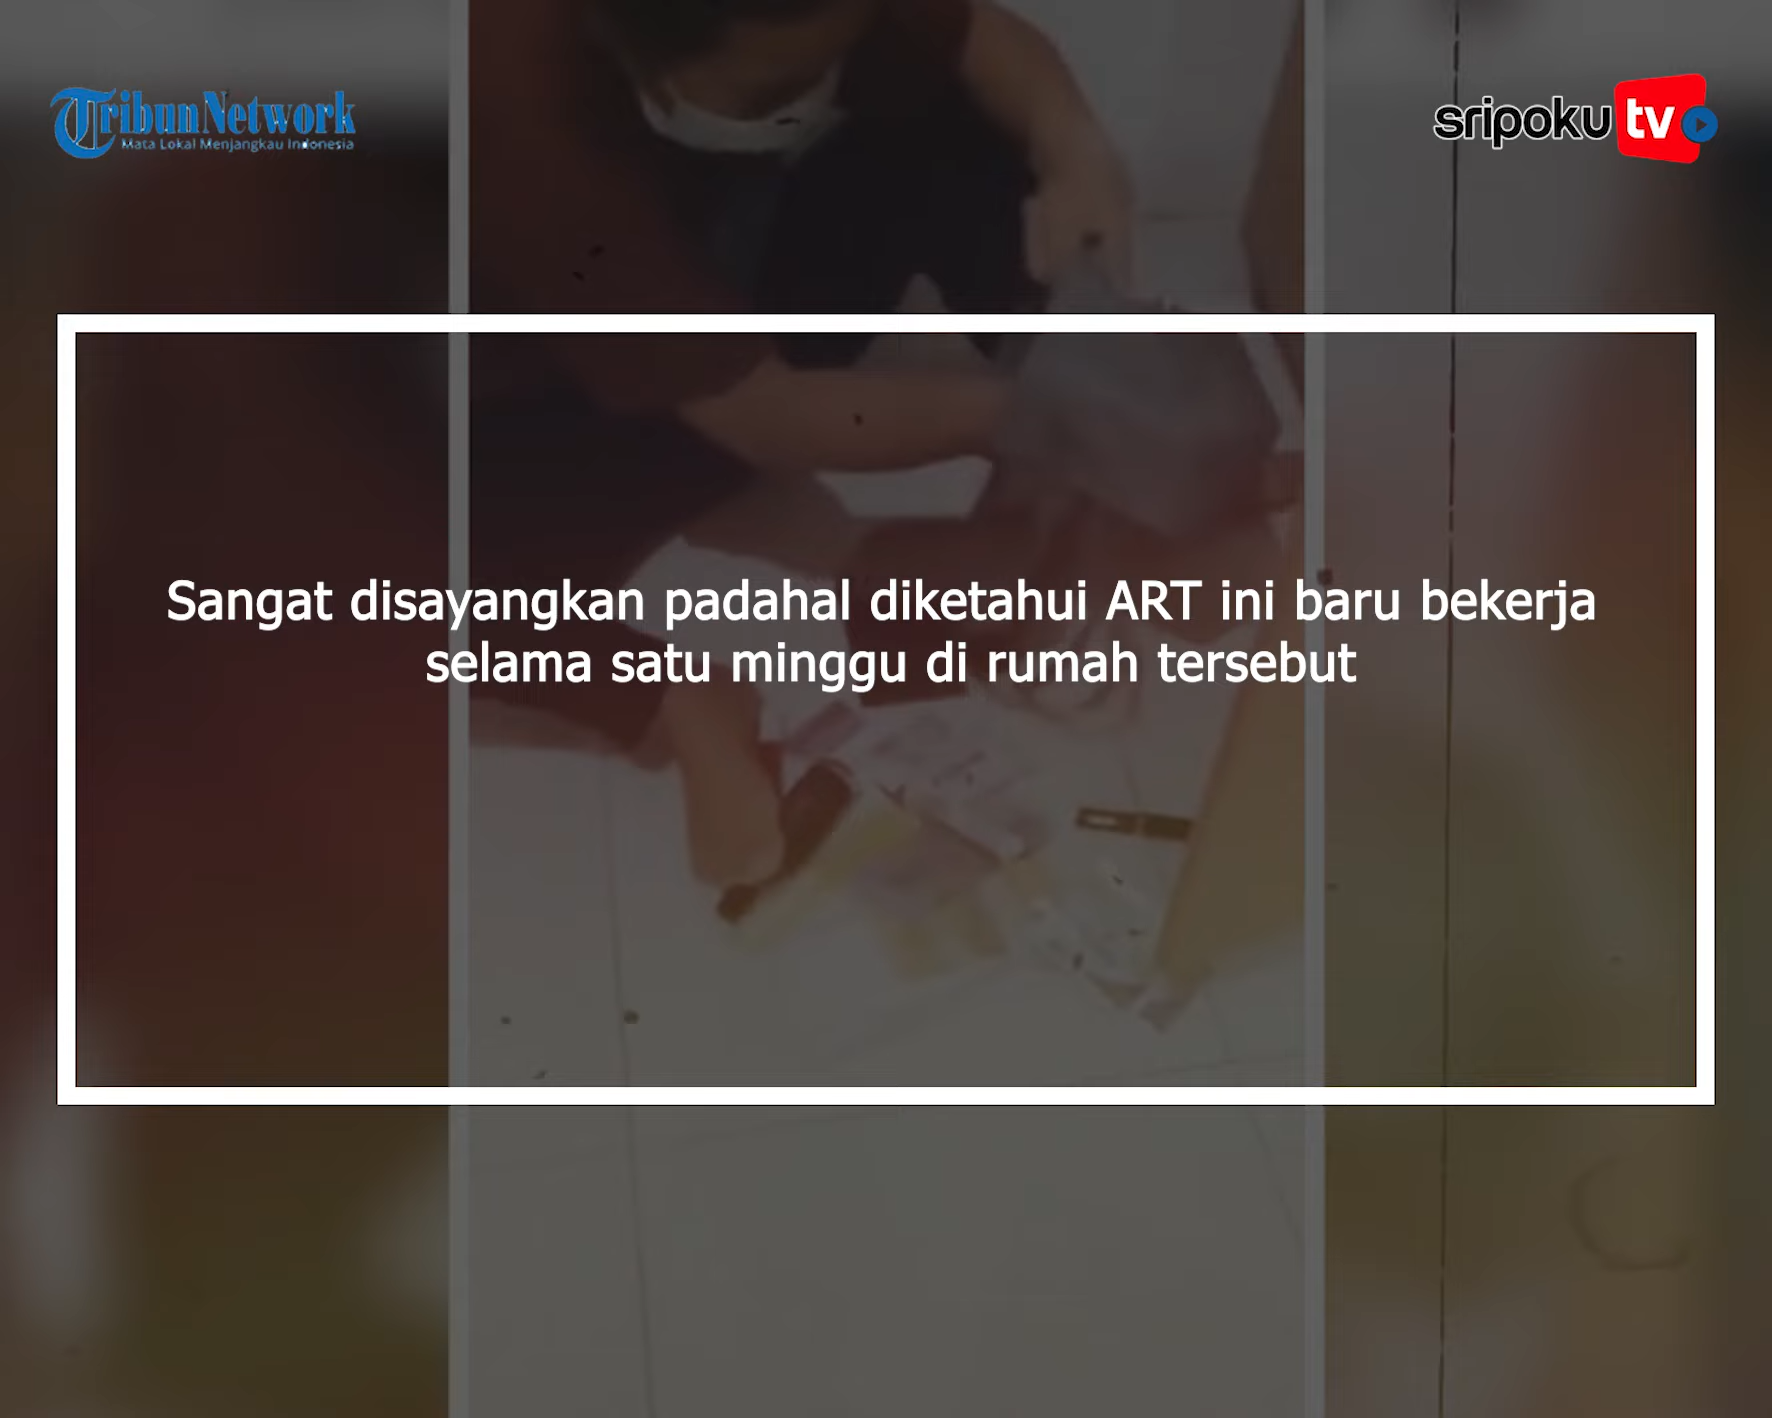 TribunNetwork
Mata Lokal Menjangkau Indonesia
sripoku tv
Sangat disayangkan padahal diketahui ART ini baru bekerja
selama satu minggu di rumah tersebut